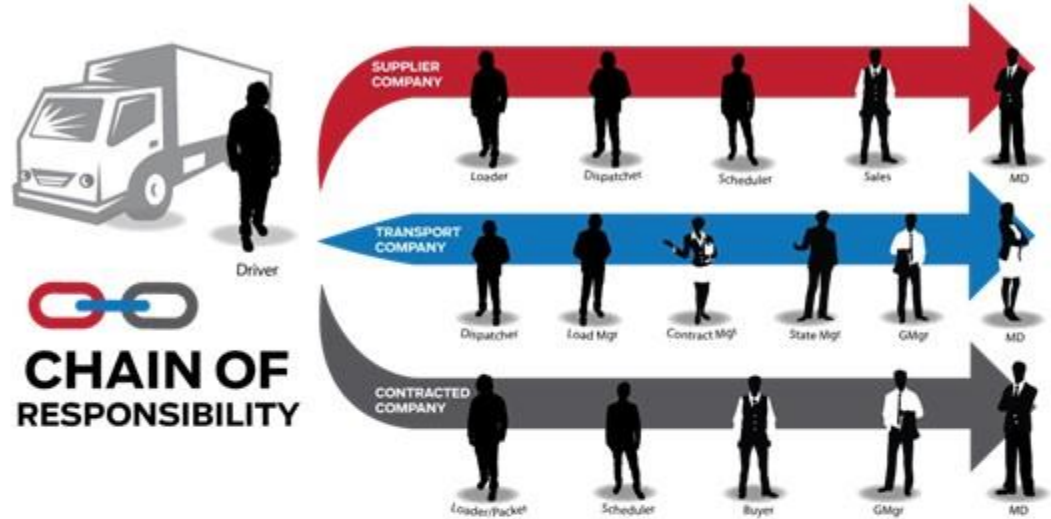 SUPPLIER
COMPANY
Loader
Dispatcher
Scheduler
Sales
MD
TRANSPORT
COMPANY
Driver
Dispatcher
Load Mgr
Contract Mgt
State Mgr
GMgr
MD
CHAIN OF
RESPONSIBILITY
CONTRACTED
COMPANY
Loader/Packer
Scheduler
Buyer
GMgr
MD